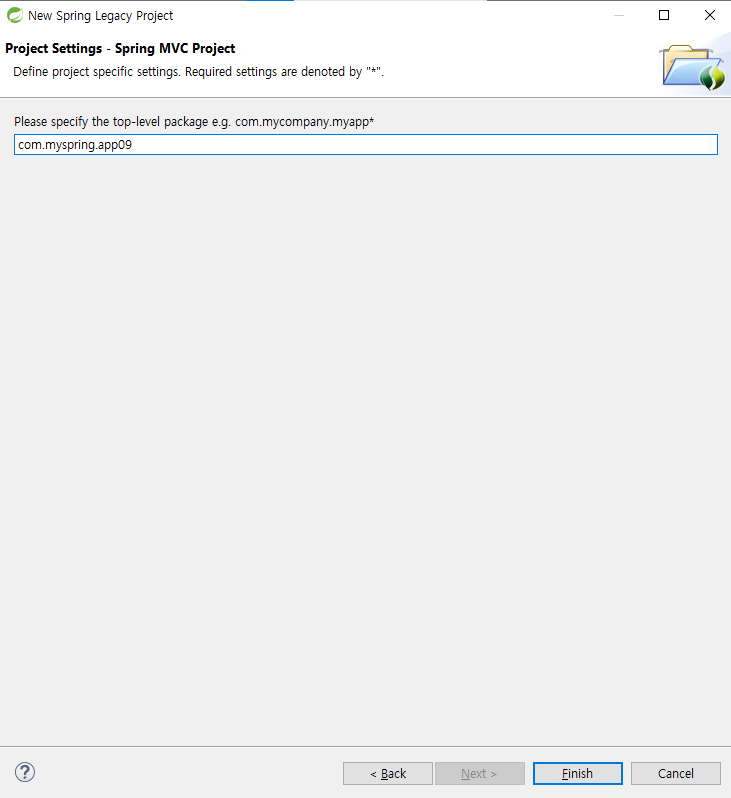 New Spring Legacy Project
Project Settings - Spring MVC Project
Define project specific settings. Required settings are denoted by "*".
Please specify the top-level package e.g. com.mycompany.myapp*
com.myspring.app09
?
< Back
Next >
Finish
Cancel